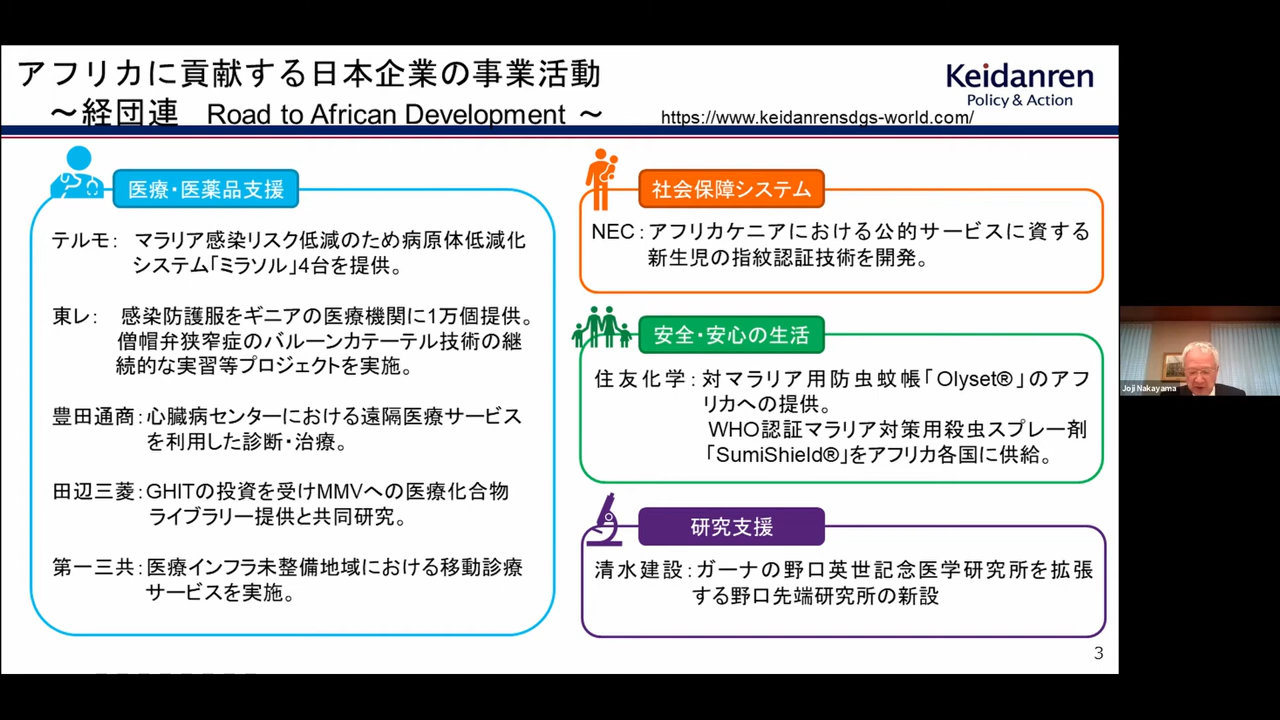 アフリカに貢献する日本企業の事業活動
～経団連　Road to African Development ～
https://www.keidanrensdgs-world.com/
Keidanren
Policy & Action
医療・医薬品支援
テルモ：　マラリア感染リスク低減のため病原体低減化
システム「ミラソル」4台を提供。
東レ：　感染防護服をギニアの医療機関に1万個提供。
僧帽弁狭窄症のバルーンカテーテル技術の継
続的な実習等プロジェクトを実施。
豊田通商：心臓病センターにおける遠隔医療サービス
を利用した診断・治療。
田辺三菱：GHITの投資を受けMMVへの医療化合物
ライブラリー提供と共同研究。
第一三共：医療インフラ未整備地域における移動診療
サービスを実施。
社会保障システム
NEC：アフリカケニアにおける公的サービスに資する
新生児の指紋認証技術を開発。
安全・安心の生活
住友化学：対マラリア用防虫蚊帳「Olyset®」のアフ
リカへの提供。
WHO認証マラリア対策用殺虫スプレー剤
「SumiShield®」をアフリカ各国に供給。
研究支援
清水建設：ガーナの野口英世記念医学研究所を拡張
する野口先端研究所の新設
3
Joji Nakayama